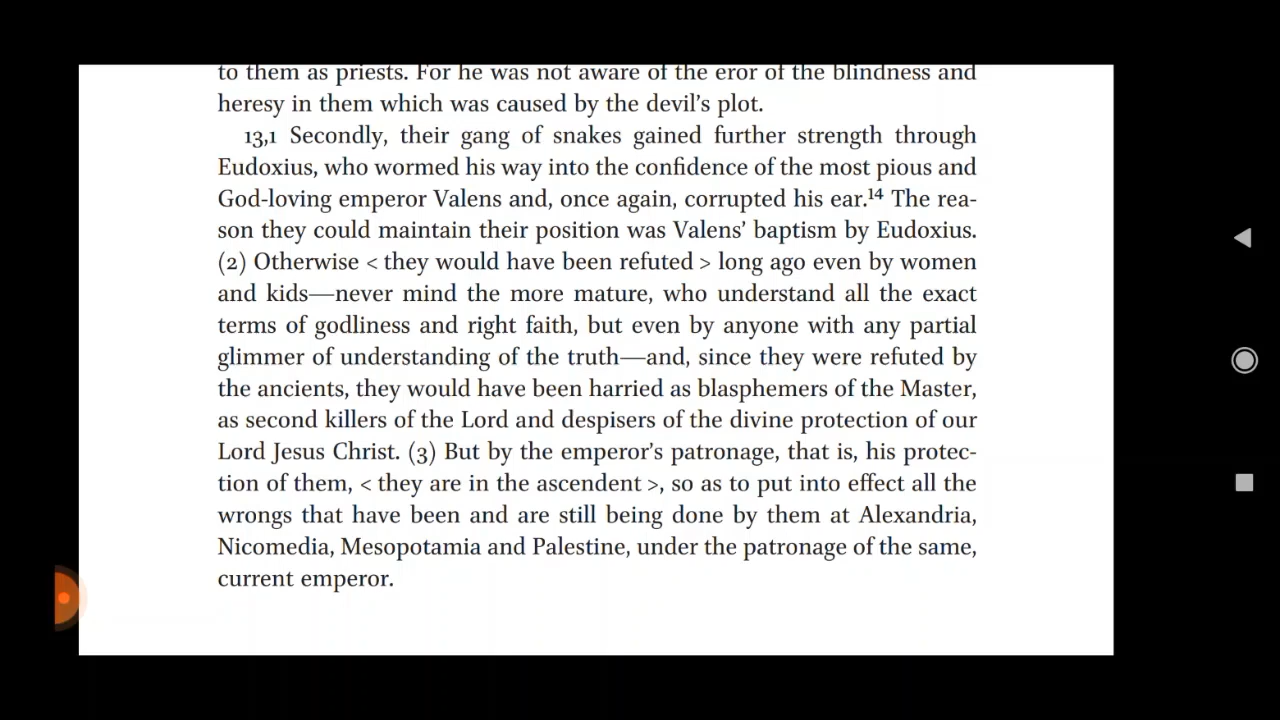 to them as priests. For he was not aware of the eror of the blindness and
heresy in them which was caused by the devil's plot.
13,1 Secondly, their gang of snakes gained further strength through
Eudoxius, who wormed his way into the confidence of the most pious and
God-loving emperor Valens and, once again, corrupted his ear.¹⁴ The rea-
son they could maintain their position was Valens' baptism by Eudoxius.
(2) Otherwise < they would have been refuted > long ago even by women
and kids—never mind the more mature, who understand all the exact
terms of godliness and right faith, but even by anyone with any partial
glimmer of understanding of the truth—and, since they were refuted by
the ancients, they would have been harried as blasphemers of the Master,
as second killers of the Lord and despisers of the divine protection of our
Lord Jesus Christ. (3) But by the emperor's patronage, that is, his protec-
tion of them, < they are in the ascendent >, so as to put into effect all the
wrongs that have been and are still being done by them at Alexandria,
Nicomedia, Mesopotamia and Palestine, under the patronage of the same,
current emperor.